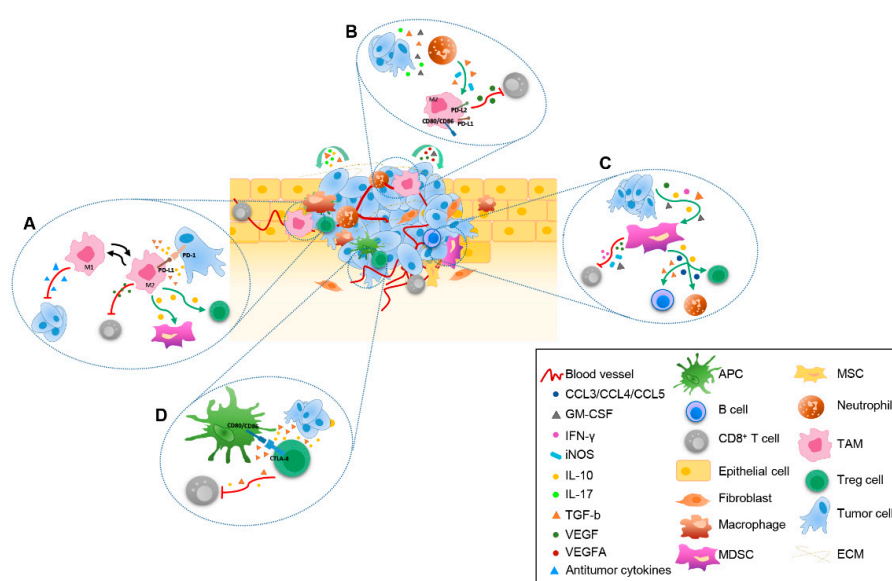 B
M2
PD-L2
CD80/CD86
PD-L1
C
A
M1
PD-1
PD-L1
M2
D
CD80/CD86
CTLA-4
Blood vessel
CCL3/CCL4/CCL5
GM-CSF
IFN-γ
iNOS
IL-10
IL-17
TGF-b
VEGF
VEGFA
Antitumor cytokines
APC
B cell
CD8⁺ T cell
Epithelial cell
Fibroblast
Macrophage
MDSC
MSC
Neutrophil
TAM
Treg cell
Tumor cell
ECM